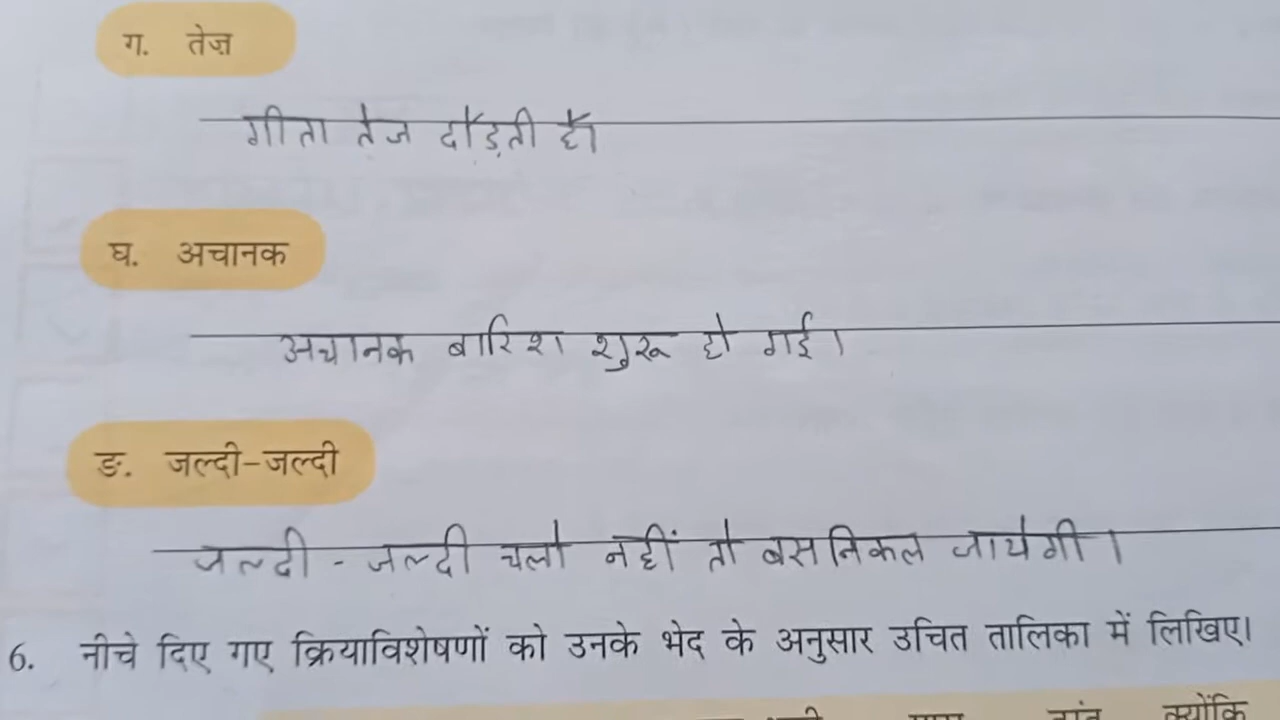 ग. तेज़
गीता तेज दौड़ती है।
घ. अचानक
अचानक बारिश शुरू हो गई।
ङ. जल्दी-जल्दी
जल्दी - जल्दी चलो नहीं तो बस निकल जायेगी।
6. नीचे दिए गए क्रियाविशेषणों को उनके भेद के अनुसार उचित तालिका में लिखिए।
क्योंकि